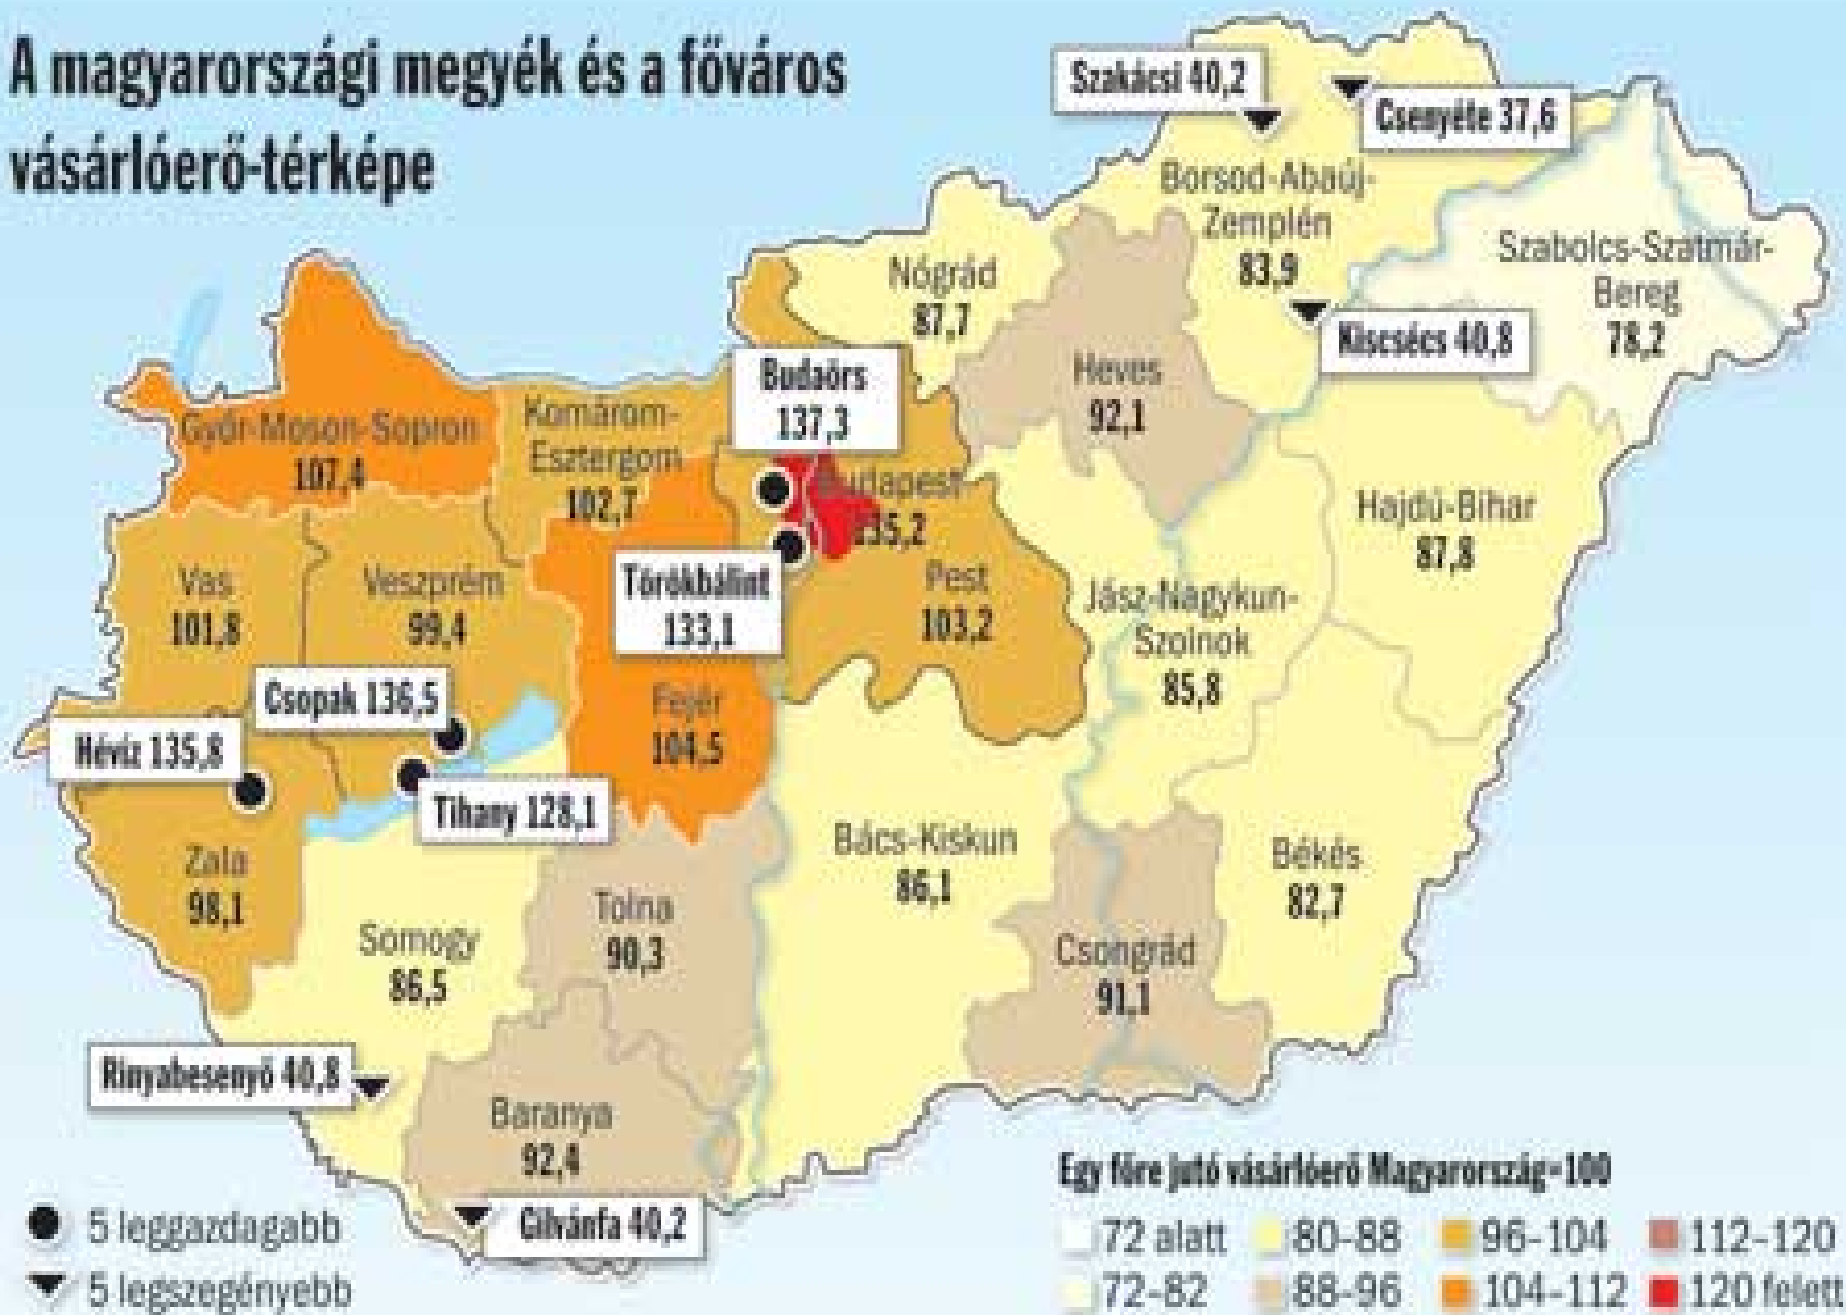 A magyarországi megyék és a főváros
vásárlóerő-térképe
Szakácsi 40,2
Csenyéte 37,6
Borsod-Abaúj-
Zemplén
83,9
Szabolcs-Szatmár-
Bereg
78,2
Nógrád
87,7
Kiscsécs 40,8
Heves
92,1
Budaörs
137,3
Győr-Moson-Sopron
107,4
Komárom-
Esztergom
102,7
Budapest
135,2
Hajdú-Bihar
87,8
Vas
101,8
Veszprém
99,4
Törökbálint
133,1
Pest
103,2
Jász-Nagykun-
Szolnok
85,8
Csopak 136,5
Fejér
104,5
Hévíz 135,8
Tihany 128,1
Zala
98,1
Bács-Kiskun
86,1
Békés
82,7
Somogy
86,5
Tolna
90,3
Csongrád
91,1
Rinyabesenyő 40,8
Baranya
92,4
Gilvánfa 40,2
5 leggazdagabb
5 legszegényebb
Egy főre jutó vásárlóerő Magyarország=100
72 alatt 80-88 96-104 112-120
72-82 88-96 104-112 120 felett